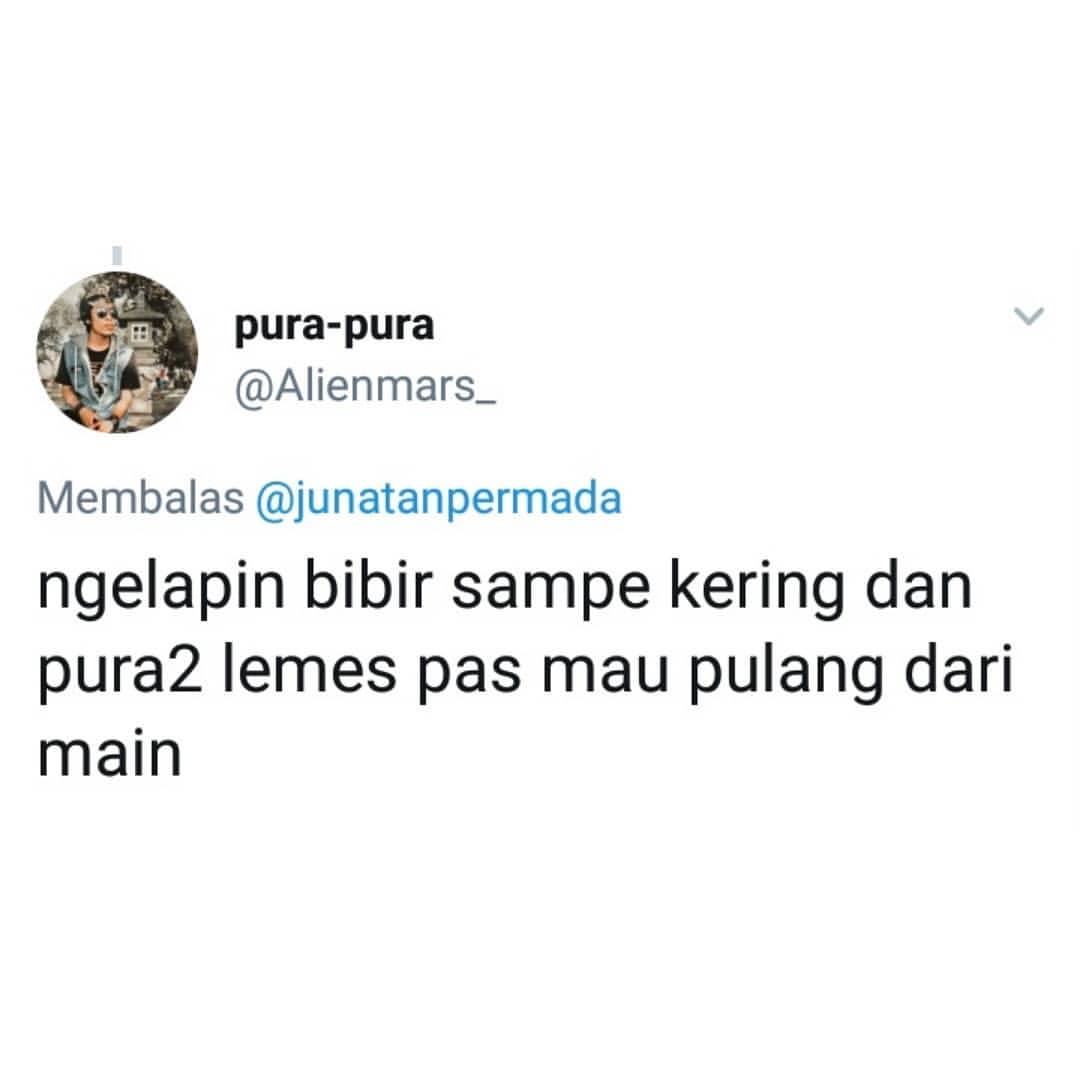 pura-pura
@Alienmars_
Membalas @junatanpermada
ngelapin bibir sampe kering dan
pura2 lemes pas mau pulang dari
main